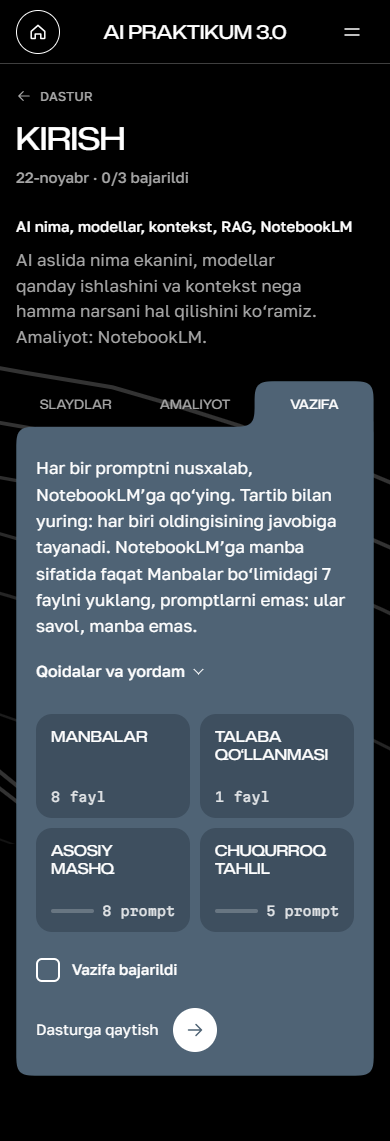 AI PRAKTIKUM 3.0
← DASTUR
KIRISH
22-noyabr · 0/3 bajarildi
AI nima, modellar, kontekst, RAG, NotebookLM
AI aslida nima ekanini, modellar
qanday ishlashini va kontekst nega
hamma narsani hal qilishini ko‘ramiz.
Amaliyot: NotebookLM.
SLAYDLAR AMALIYOT VAZIFA
Har bir promptni nusxalab,
NotebookLM’ga qo‘ying. Tartib bilan
yuring: har biri oldingisining javobiga
tayanadi. NotebookLM’ga manba
sifatida faqat Manbalar bo‘limidagi 7
faylni yuklang, promptlarni emas: ular
savol, manba emas.
Qoidalar va yordam
MANBALAR
8 fayl
TALABA
QO‘LLANMASI
1 fayl
ASOSIY
MASHQ
8 prompt
CHUQURROQ
TAHLIL
5 prompt
Vazifa bajarildi
Dasturga qaytish →